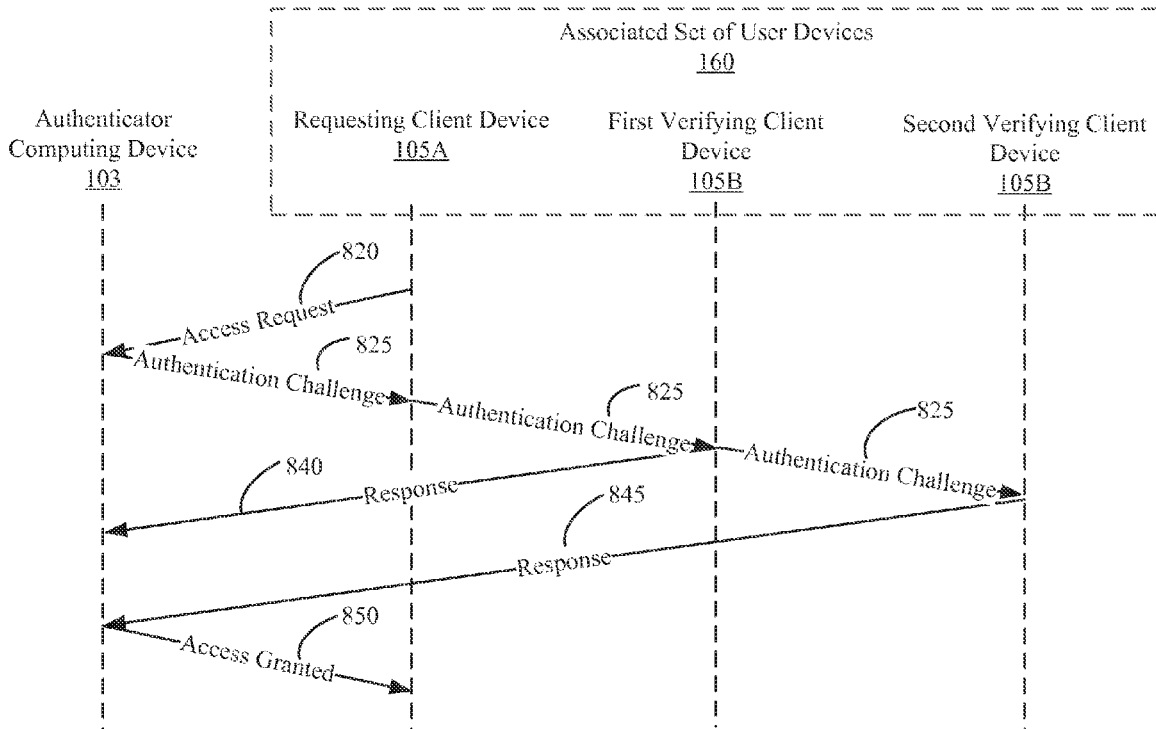 Associated Set of User Devices
160
Authenticator
Computing Device
103
Requesting Client Device
105A
First Verifying Client
Device
105B
Second Verifying Client
Device
105B
820
Access Request
825
Authentication Challenge
825
Authentication Challenge
825
Authentication Challenge
840
Response
845
Response
850
Access Granted